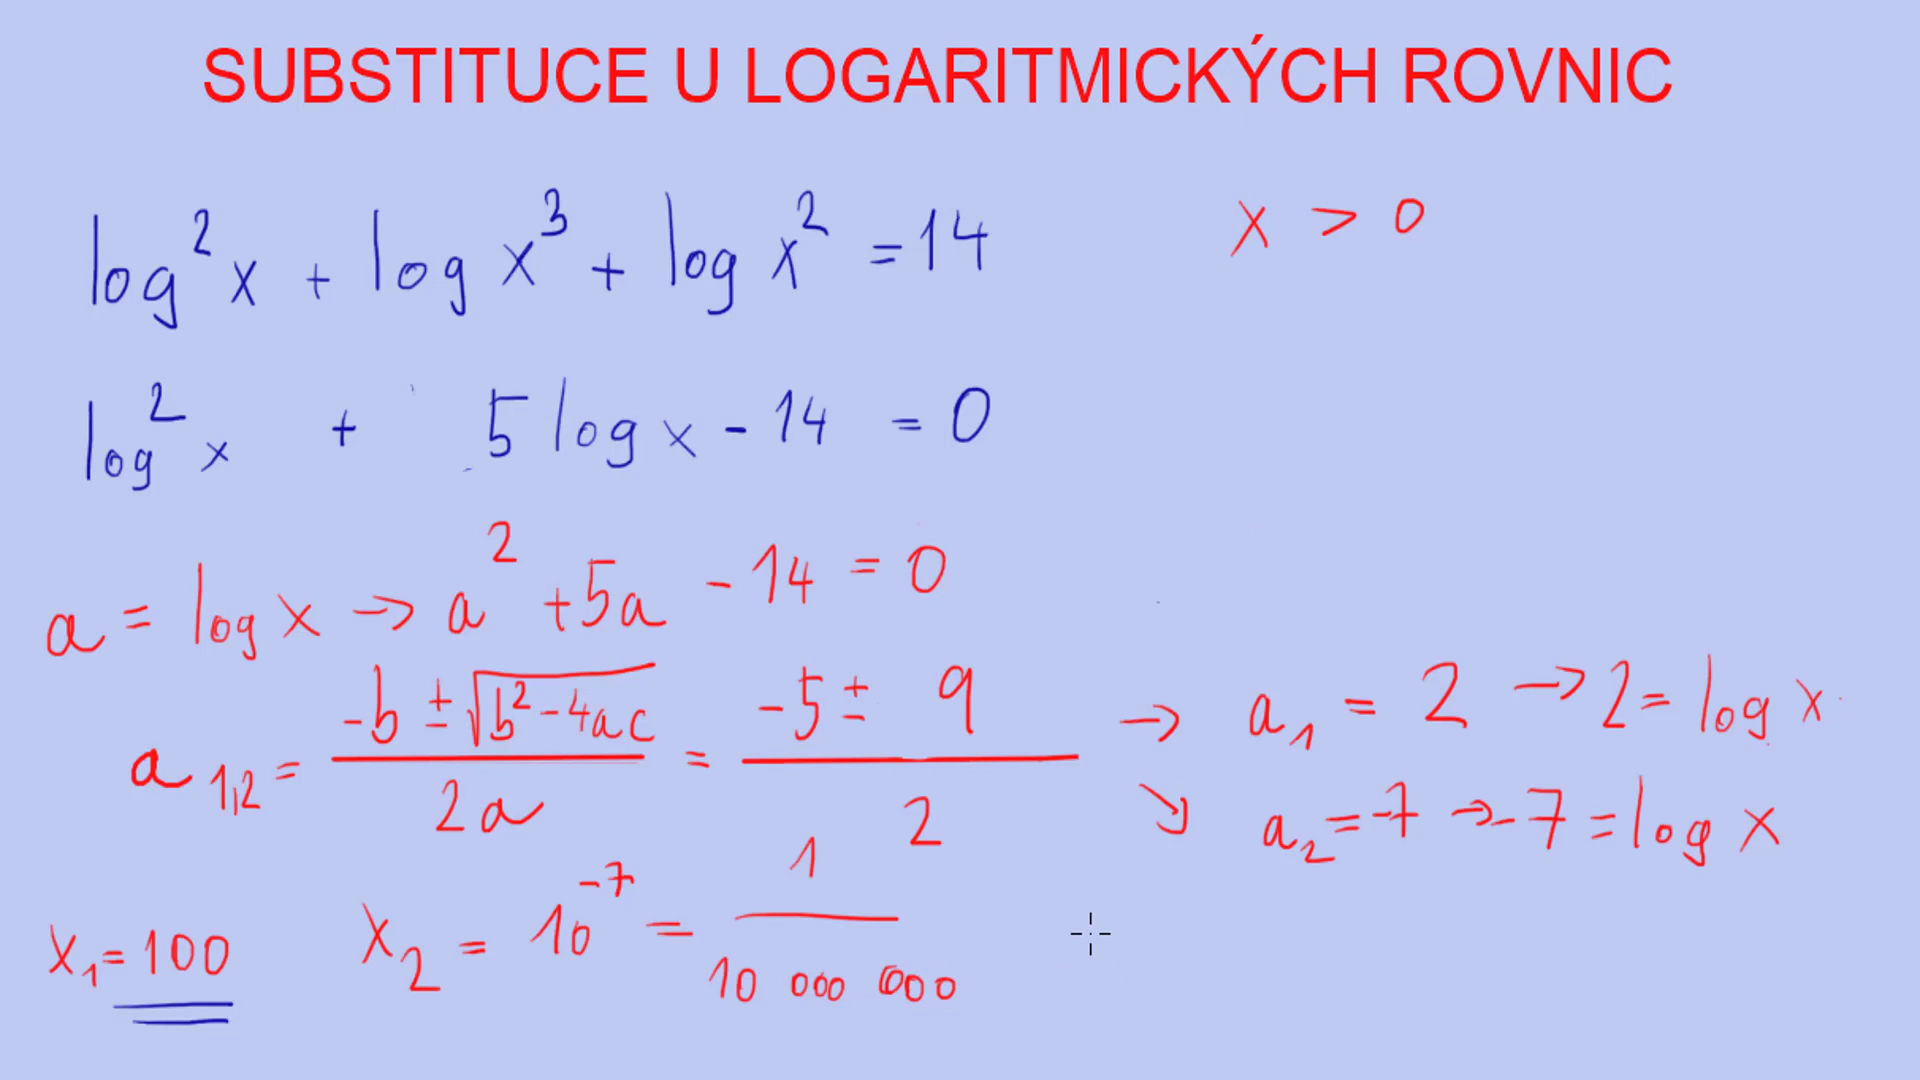 SUBSTITUCE U LOGARITMICKÝCH ROVNIC
log² x + log x³ + log x² = 14 x > 0
log² x + 5 log x - 14 = 0
a = log x → a² + 5a - 14 = 0
a₁,₂ = (-b ± √(b² - 4ac)) / 2a = (-5 ± 9) / 2 → a₁ = 2 → 2 = log x
↘ a₂ = -7 → -7 = log x
x₁ = 100 x₂ = 10⁻⁷ = 1 / 10 000 000